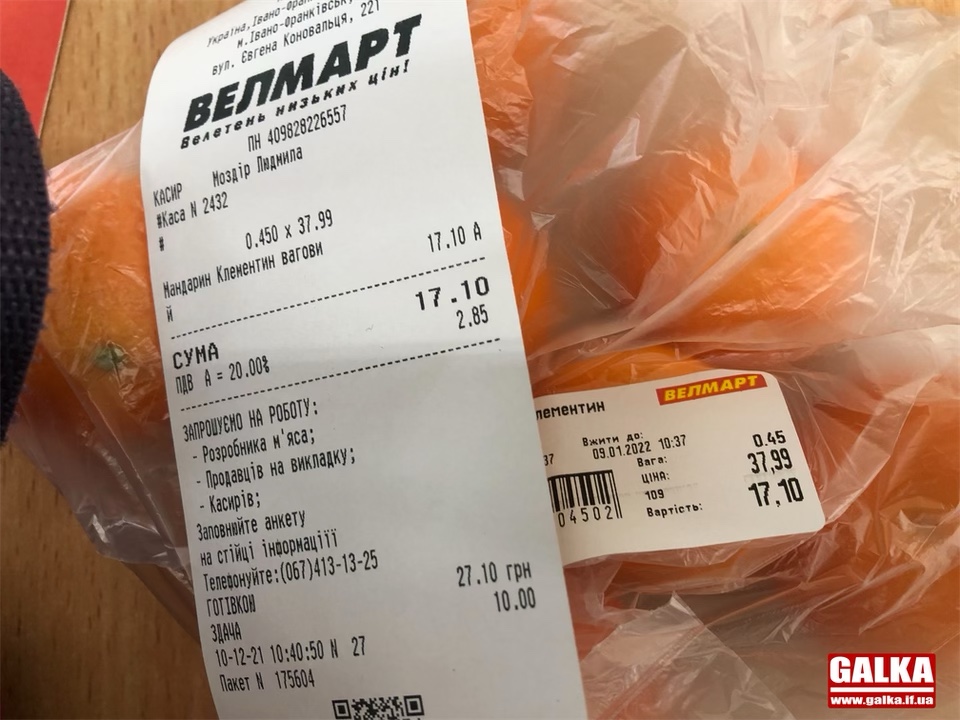 Україна, Івано-Фран
м.Івано-Франківськ,
вул. Євгена Коновальця, 221
ВЕЛМАРТ
Велетень низьких цін!
ПН 409828226557
КАСИР Моздір Людмила
#Каса N 2432
#
0.450 x 37.99
Мандарин Клементин вагови 17.10 А
й
СУМА 17.10
ПДВ А = 20.00% 2.85
ЗАПРОШУЄМО НА РОБОТУ:
- Розробника м'яса;
- Продавців на викладку;
- Касирів;
Заповнюйте анкету
на стійці інформаціїї
Телефонуйте:(067)413-13-25
ГОТІВКОЮ 27.10 грн
ЗДАЧА 10.00
10-12-21 10:40:50 N 27
Пакет N 175604
ВЕЛМАРТ
лементин
Вжити до:
37 09.01.2022 10:37
Вага: 0.45
ЦІНА: 37,99
109
Вартість: 17,10
04502
GALKA
www.galka.if.ua